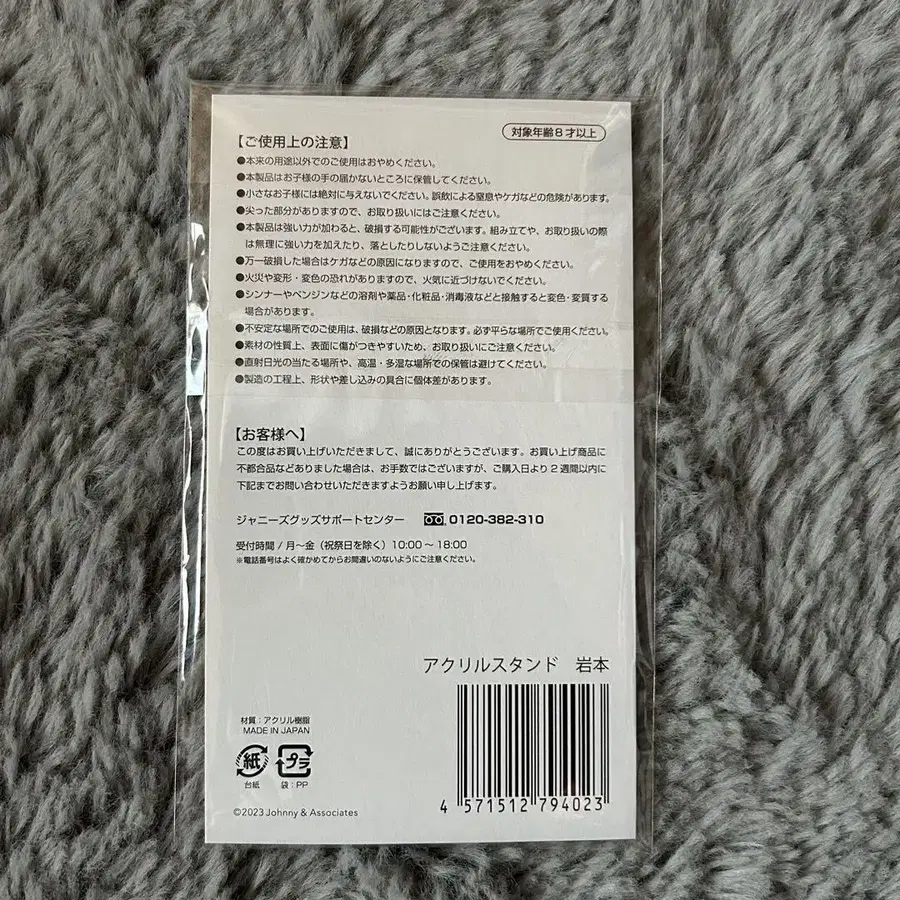 対象年齢8才以上
【ご使用上の注意】
●本来の用途以外でのご使用はおやめください。
●本製品はお子様の手の届かないところに保管してください。
●小さなお子様には絶対に与えないでください。誤飲による窒息やケガなどの危険があります。
●尖った部分がありますので、お取り扱いにはご注意ください。
●本製品は強い力が加わると、破損する可能性がございます。組み立てや、お取り扱いの際
は無理に強い力を加えたり、落としたりしないようご注意ください。
●万一破損した場合はケガなどの原因になりますので、ご使用をおやめください。
●火災や変形・変色の恐れがありますので、火気に近づけないでください。
●シンナーやベンジンなどの溶剤や薬品・化粧品・消毒液などと接触すると変色・変質する
場合があります。
●不安定な場所でのご使用は、破損などの原因となります。必ず平らな場所でご使用ください。
●素材の性質上、表面に傷がつきやすいため、お取り扱いにご注意ください。
●直射日光の当たる場所や、高温・多湿な場所での保管は避けてください。
●製造の工程上、形状や差し込みの具合に個体差があります。
【お客様へ】
この度はお買い上げいただきまして、誠にありがとうございます。お買い上げ商品に
不都合品などありました場合は、お手数ではございますが、ご購入日より2週間以内に
下記までお問い合わせいただきますようお願い申し上げます。
ジャニーズグッズサポートセンター 0120-382-310
受付時間/月〜金（祝祭日を除く）10:00〜18:00
※電話番号はよく確かめてからお間違いのないようにご注意ください。
アクリルスタンド 岩本
材質：アクリル樹脂
MADE IN JAPAN
紙 プラ
台紙 袋：PP
4 571512 794023
©2023 Johnny & Associates